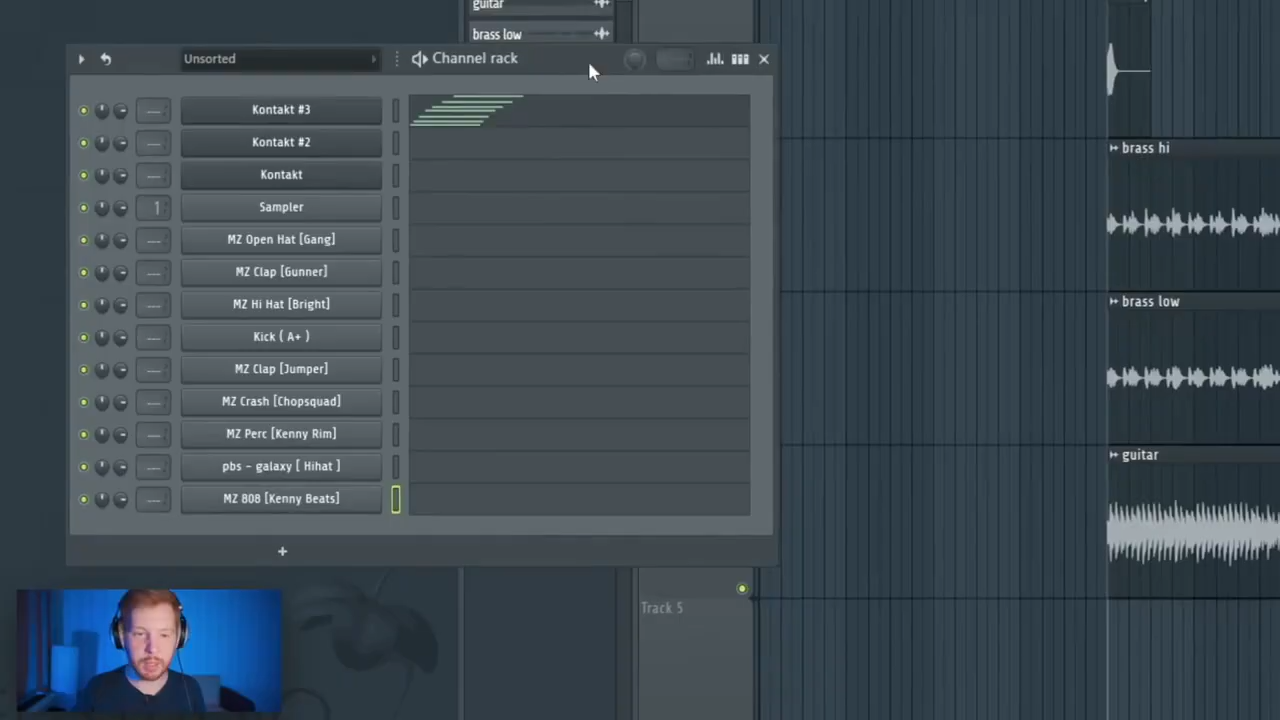 guitar
brass low
Unsorted
Channel rack
Kontakt #3
Kontakt #2
Kontakt
Sampler
1
MZ Open Hat [Gang]
MZ Clap [Gunner]
MZ Hi Hat [Bright]
Kick ( A+ )
MZ Clap [Jumper]
MZ Crash [Chopsquad]
MZ Perc [Kenny Rim]
pbs - galaxy [ Hihat ]
MZ 808 [Kenny Beats]
+
Track 5
brass hi
brass low
guitar